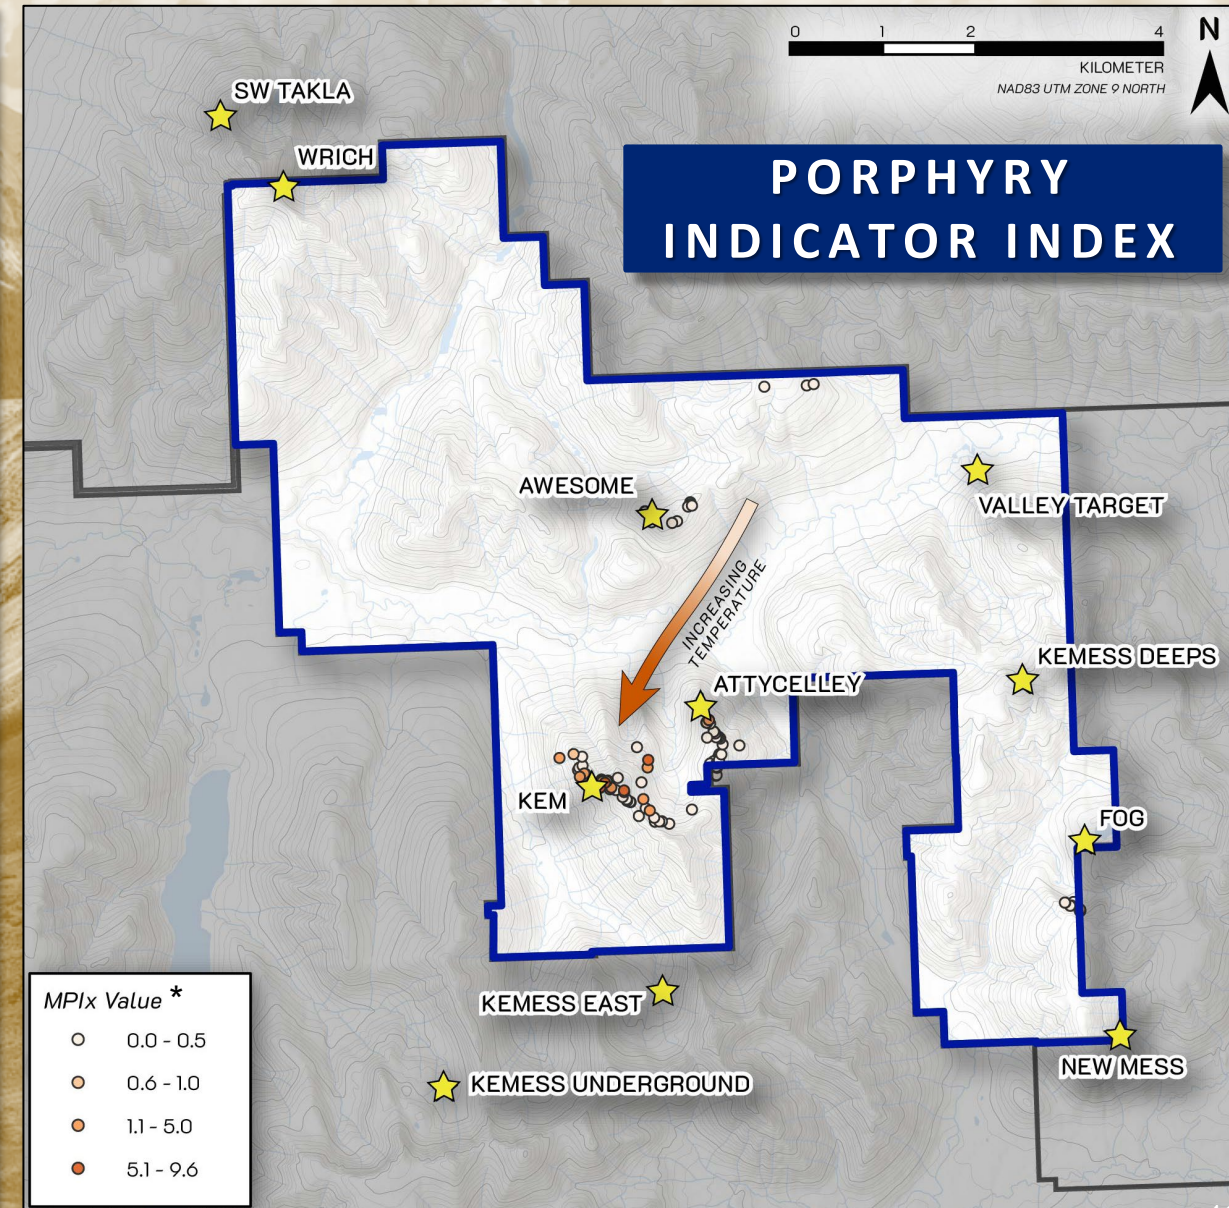 0 1 2 4
KILOMETER
NAD83 UTM ZONE 9 NORTH
N
PORPHYRY
INDICATOR INDEX
SW TAKLA
WRICH
AWESOME
VALLEY TARGET
INCREASING
TEMPERATURE
KEMESS DEEPS
ATTYCELLEY
KEM
FOG
KEMESS EAST
NEW MESS
KEMESS UNDERGROUND
MPIx Value *
0.0 - 0.5
0.6 - 1.0
1.1 - 5.0
5.1 - 9.6